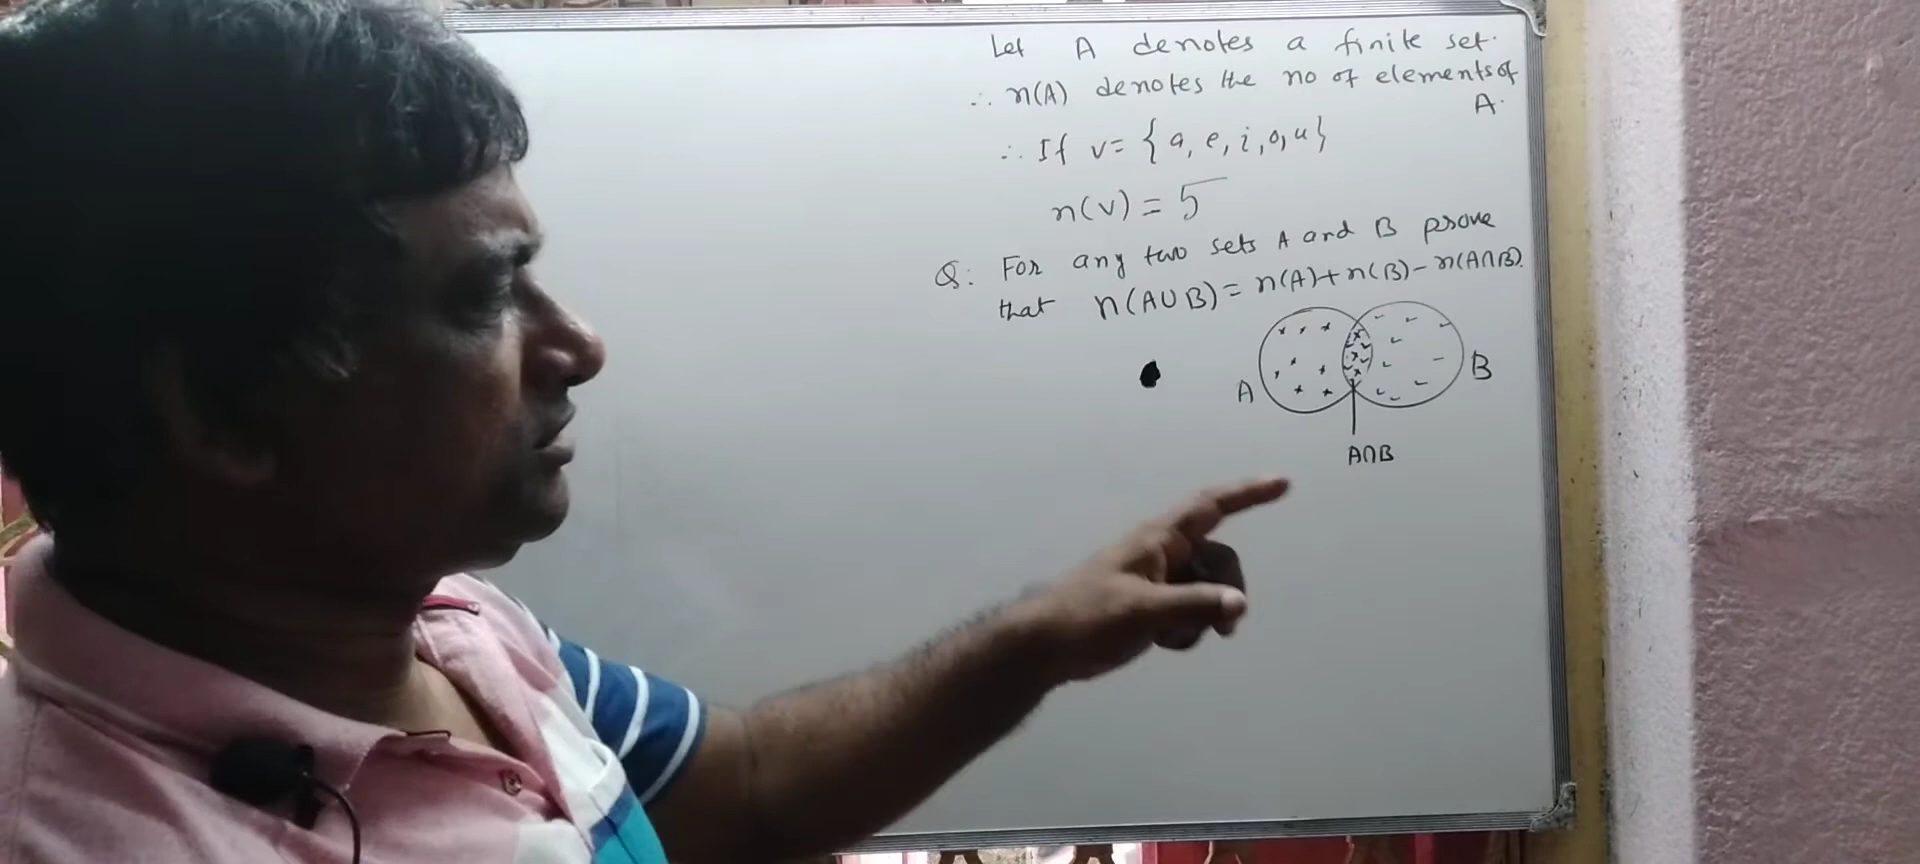 Let A denotes a finite set.
∴ n(A) denotes the no of elements of
A.
∴ If v = { a, e, i, o, u }
n(v) = 5
Q: For any two sets A and B prove
that n(A∪B) = n(A)+n(B)−n(A∩B).
A
B
A∩B